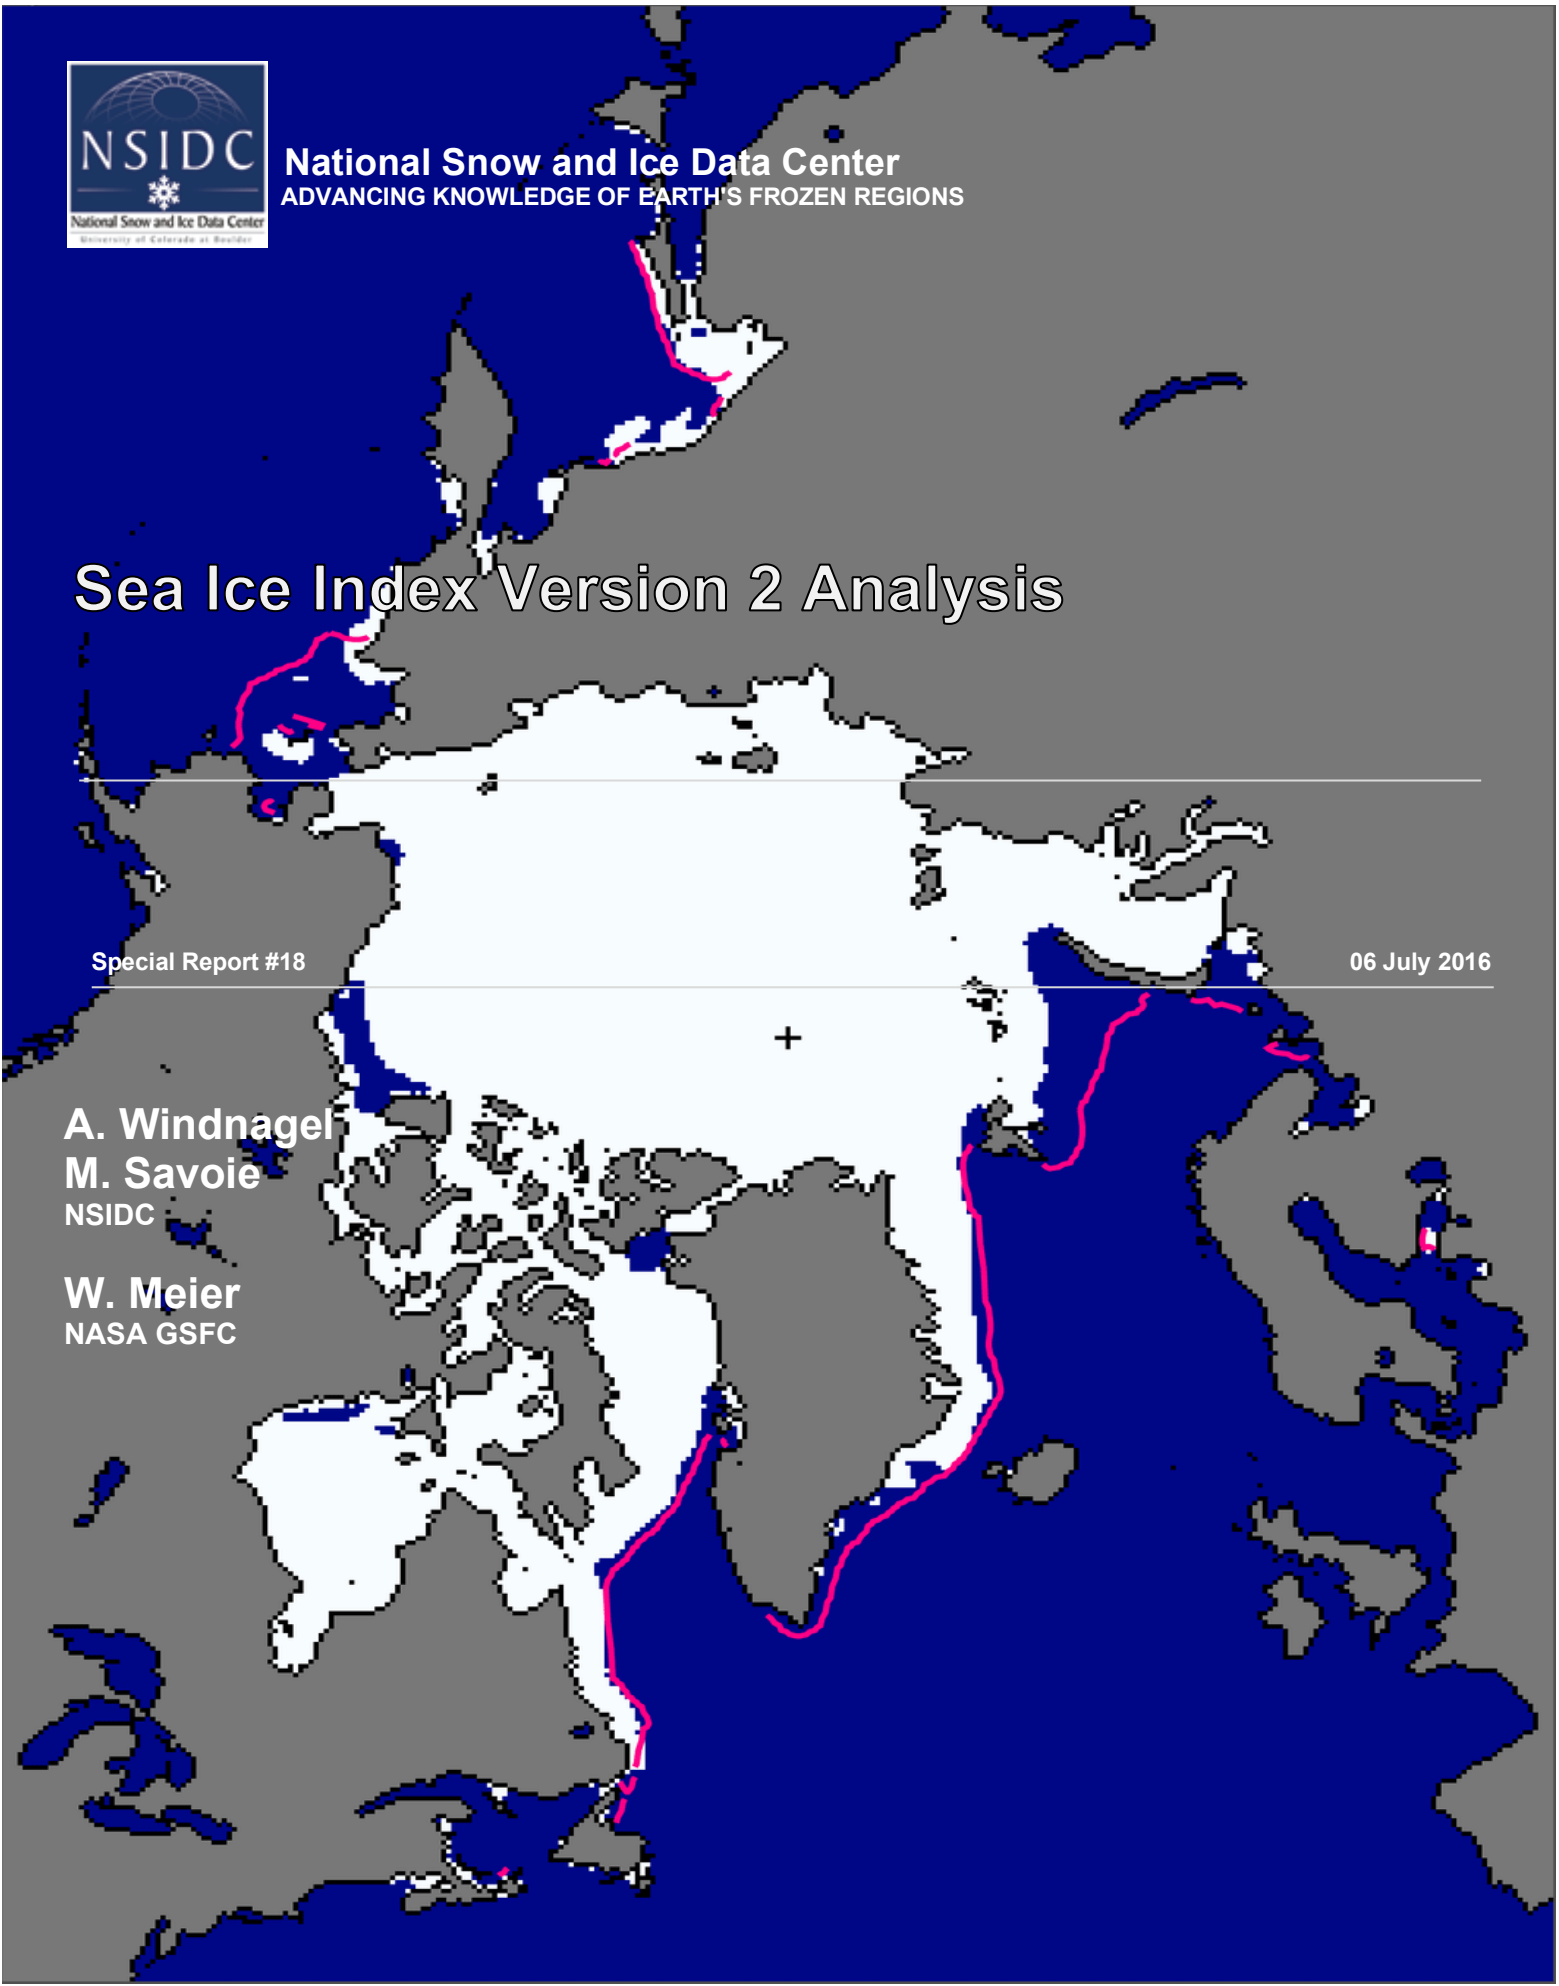 NSIDC
National Snow and Ice Data Center
University of Colorado at Boulder
National Snow and Ice Data Center
ADVANCING KNOWLEDGE OF EARTH'S FROZEN REGIONS
Sea Ice Index Version 2 Analysis
Special Report #18
06 July 2016
A. Windnagel
M. Savoie
NSIDC
W. Meier
NASA GSFC